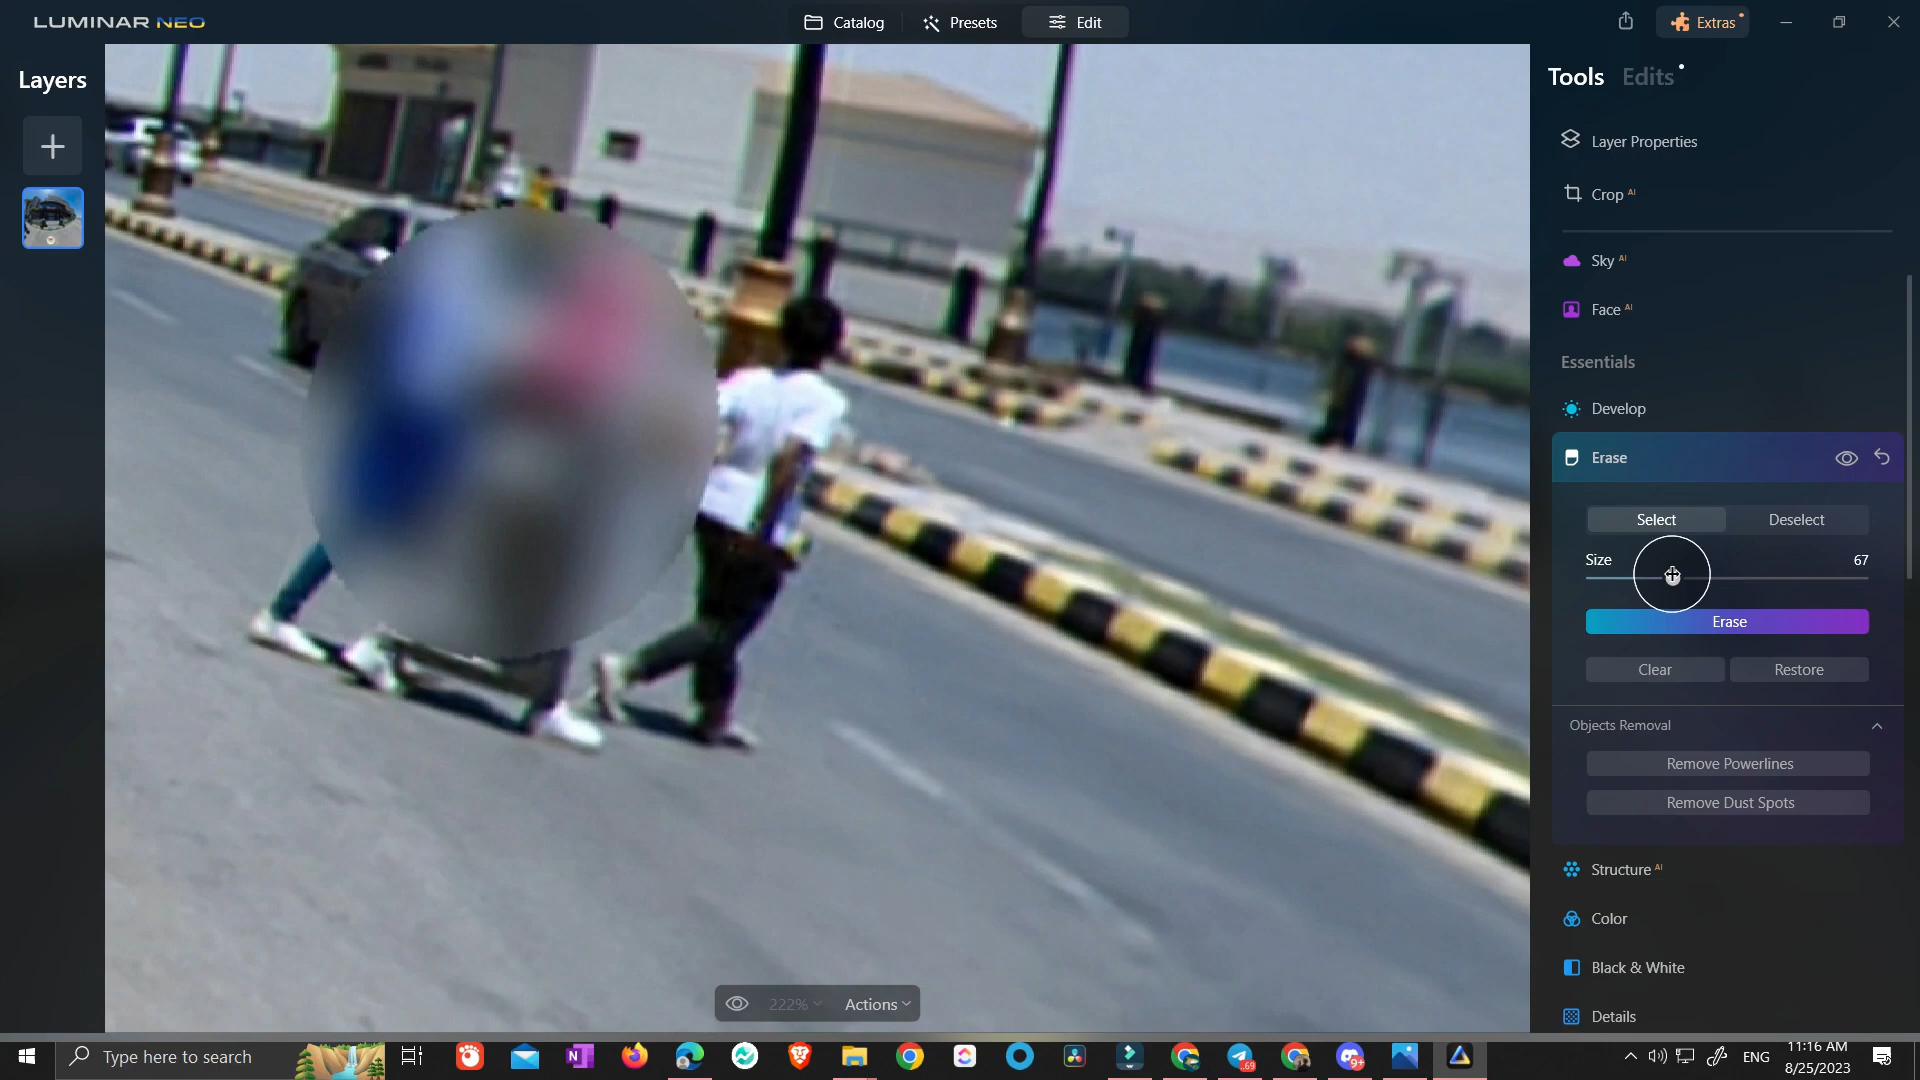 LUMINAR NEO
Catalog
Presets
Edit
Extras
Layers
Tools Edits
Layer Properties
Crop AI
Sky AI
Face AI
Essentials
Develop
Erase
Select Deselect
Size 67
Erase
Clear Restore
Objects Removal
Remove Powerlines
Remove Dust Spots
Structure AI
Color
Black & White
Details
222% Actions
Type here to search
N
.69
9+
ENG
11:16 AM
8/25/2023